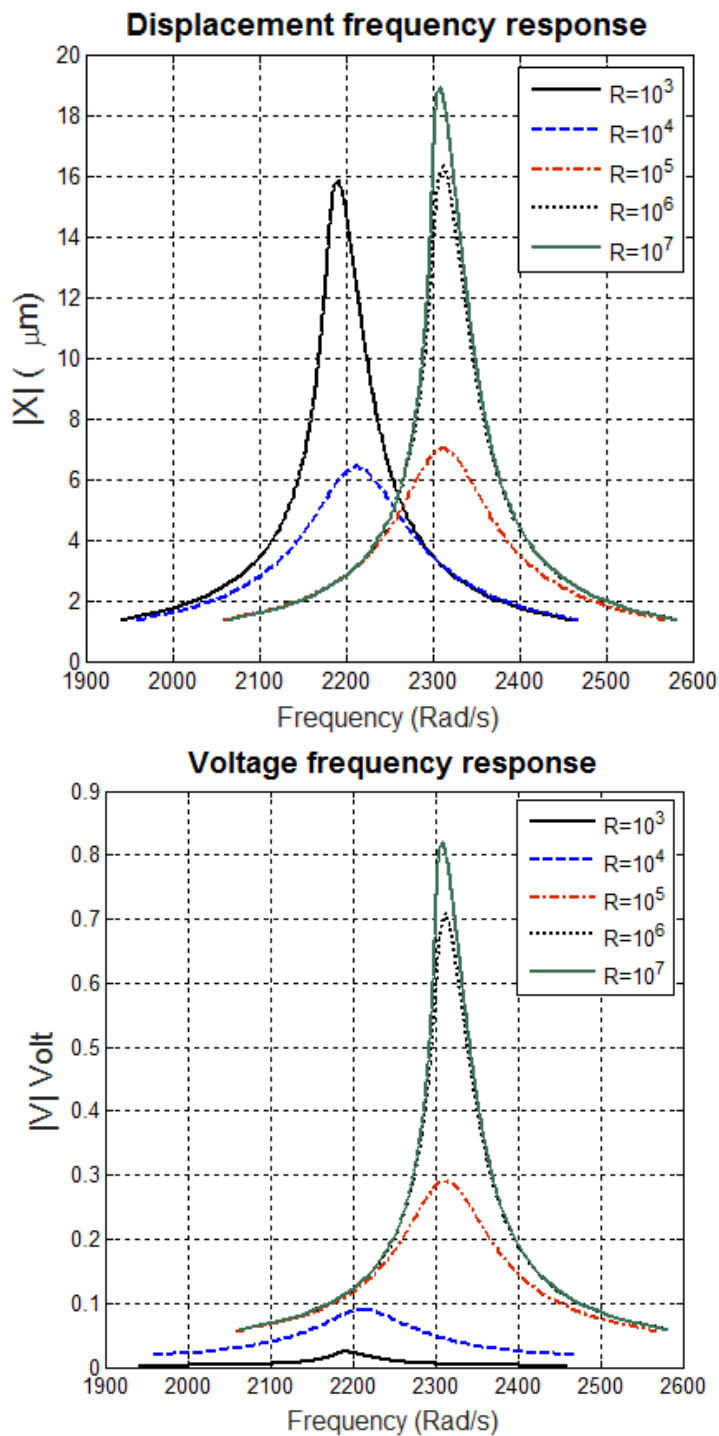 Displacement frequency response
20
18
16
14
12
10
8
6
4
2
0
|X| ( μm)
R=10³
R=10⁴
R=10⁵
R=10⁶
R=10⁷
1900 2000 2100 2200 2300 2400 2500 2600
Frequency (Rad/s)
Voltage frequency response
0.9
0.8
0.7
0.6
0.5
0.4
0.3
0.2
0.1
0
|V| Volt
R=10³
R=10⁴
R=10⁵
R=10⁶
R=10⁷
1900 2000 2100 2200 2300 2400 2500 2600
Frequency (Rad/s)